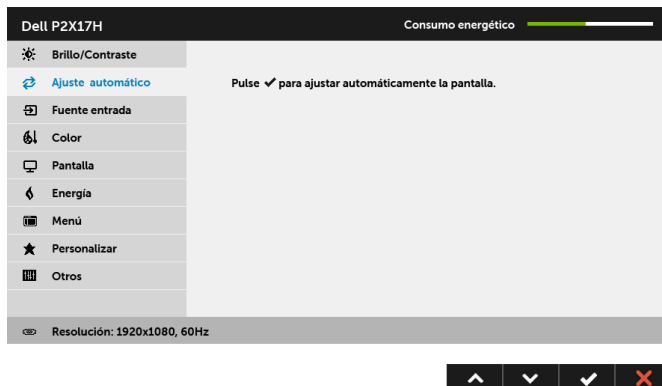 Dell P2X17H
Consumo energético
Brillo/Contraste
Ajuste automático
Pulse ✔ para ajustar automáticamente la pantalla.
Fuente entrada
Color
Pantalla
Energía
Menú
Personalizar
Otros
Resolución: 1920x1080, 60Hz